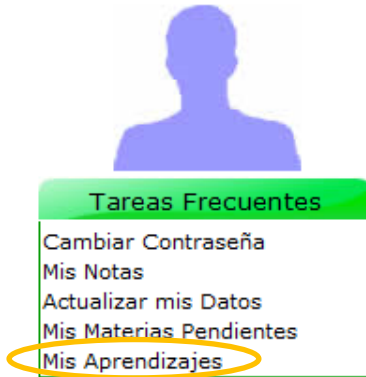 Tareas Frecuentes
Cambiar Contraseña
Mis Notas
Actualizar mis Datos
Mis Materias Pendientes
Mis Aprendizajes